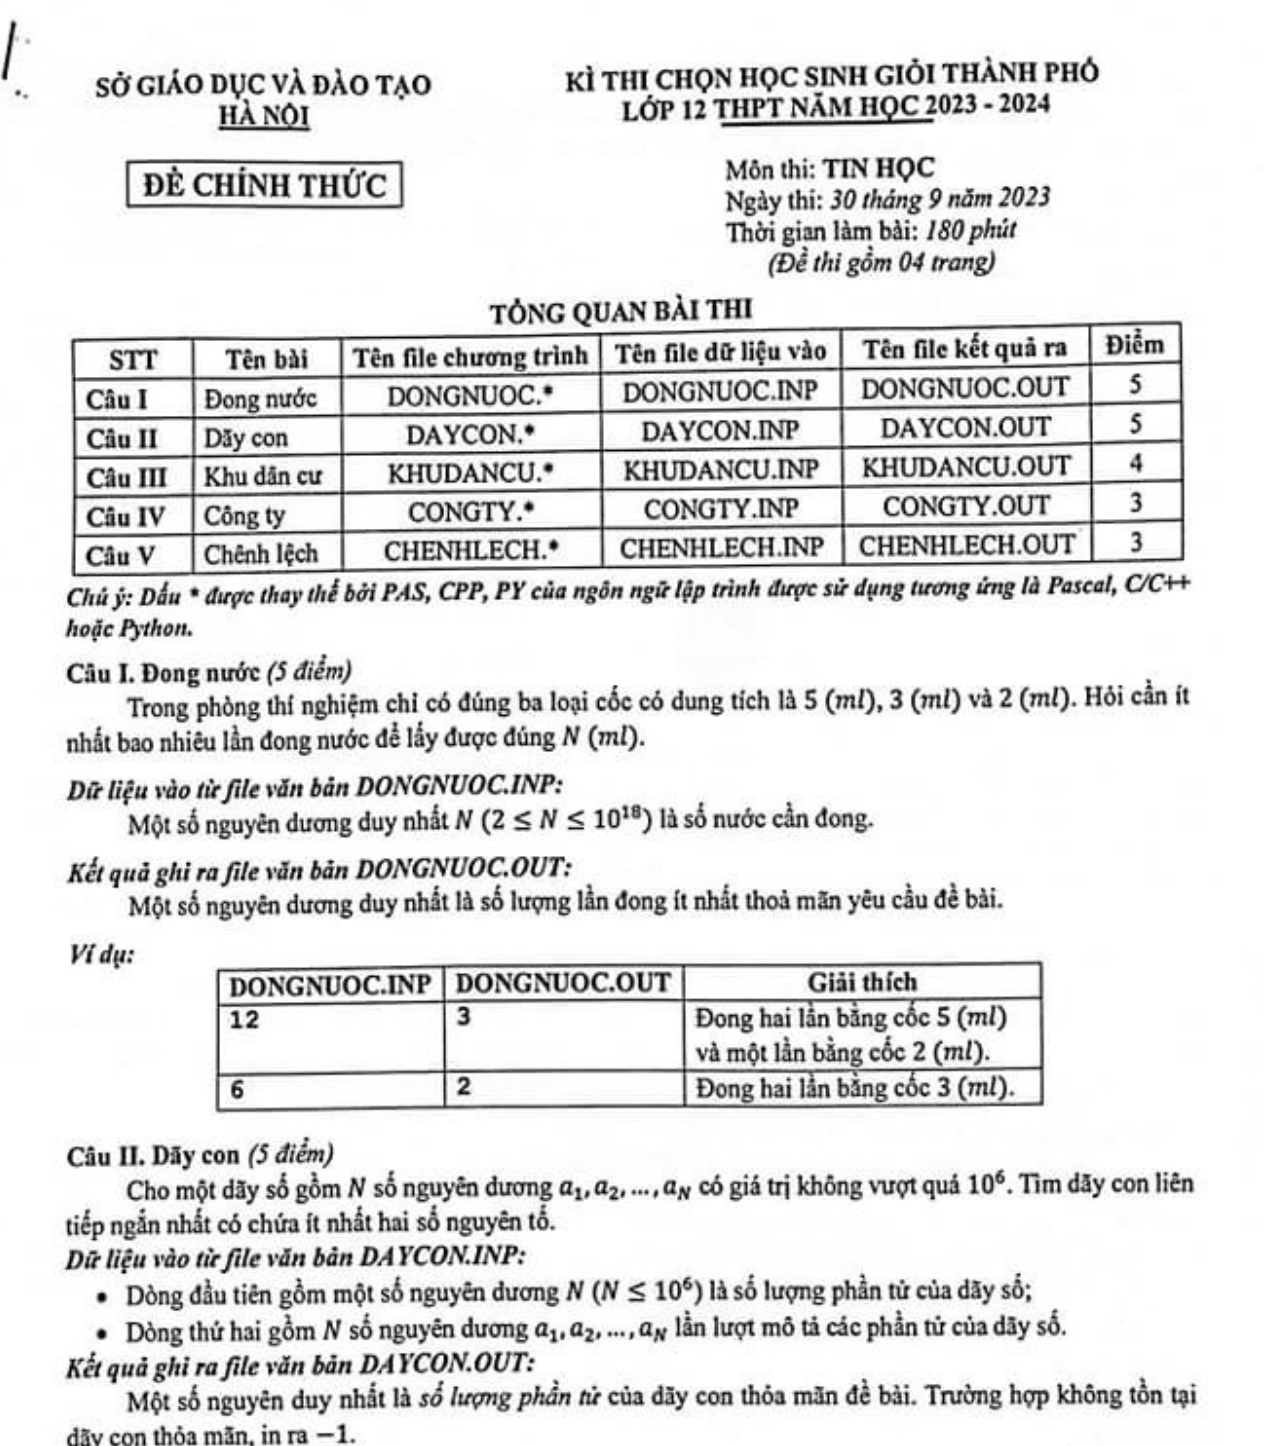 SỞ GIÁO DỤC VÀ ĐÀO TẠO
HÀ NỘI
ĐỀ CHÍNH THỨC
KÌ THI CHỌN HỌC SINH GIỎI THÀNH PHỐ
LỚP 12 THPT NĂM HỌC 2023 - 2024
Môn thi: TIN HỌC
Ngày thi: 30 tháng 9 năm 2023
Thời gian làm bài: 180 phút
(Đề thi gồm 04 trang)
TỔNG QUAN BÀI THI
STT Tên bài Tên file chương trình Tên file dữ liệu vào Tên file kết quả ra Điểm
Câu I Đong nước DONGNUOC.* DONGNUOC.INP DONGNUOC.OUT 5
Câu II Dãy con DAYCON.* DAYCON.INP DAYCON.OUT 5
Câu III Khu dân cư KHUDANCU.* KHUDANCU.INP KHUDANCU.OUT 4
Câu IV Công ty CONGTY.* CONGTY.INP CONGTY.OUT 3
Câu V Chênh lệch CHENHLECH.* CHENHLECH.INP CHENHLECH.OUT 3
Chú ý: Dấu * được thay thế bởi PAS, CPP, PY của ngôn ngữ lập trình được sử dụng tương ứng là Pascal, C/C++
hoặc Python.
Câu I. Đong nước (5 điểm)
Trong phòng thí nghiệm chỉ có đúng ba loại cốc có dung tích là 5 (ml), 3 (ml) và 2 (ml). Hỏi cần ít
nhất bao nhiêu lần đong nước để lấy được đúng N (ml).
Dữ liệu vào từ file văn bản DONGNUOC.INP:
Một số nguyên dương duy nhất N (2 ≤ N ≤ 10¹⁸) là số nước cần đong.
Kết quả ghi ra file văn bản DONGNUOC.OUT:
Một số nguyên dương duy nhất là số lượng lần đong ít nhất thoả mãn yêu cầu đề bài.
Ví dụ:
DONGNUOC.INP DONGNUOC.OUT Giải thích
12 3 Đong hai lần bằng cốc 5 (ml)
và một lần bằng cốc 2 (ml).
6 2 Đong hai lần bằng cốc 3 (ml).
Câu II. Dãy con (5 điểm)
Cho một dãy số gồm N số nguyên dương a₁, a₂, ..., a_N có giá trị không vượt quá 10⁶. Tìm dãy con liên
tiếp ngắn nhất có chứa ít nhất hai số nguyên tố.
Dữ liệu vào từ file văn bản DAYCON.INP:
• Dòng đầu tiên gồm một số nguyên dương N (N ≤ 10⁶) là số lượng phần tử của dãy số;
• Dòng thứ hai gồm N số nguyên dương a₁, a₂, ..., a_N lần lượt mô tả các phần tử của dãy số.
Kết quả ghi ra file văn bản DAYCON.OUT:
Một số nguyên duy nhất là số lượng phần tử của dãy con thỏa mãn đề bài. Trường hợp không tồn tại
dãy con thỏa mãn, in ra −1.